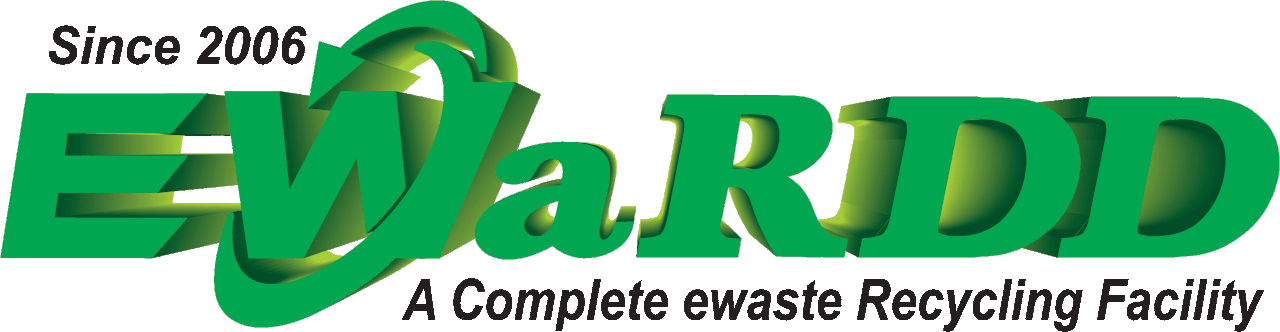 Since 2006
EWaRDD
A Complete ewaste Recycling Facility